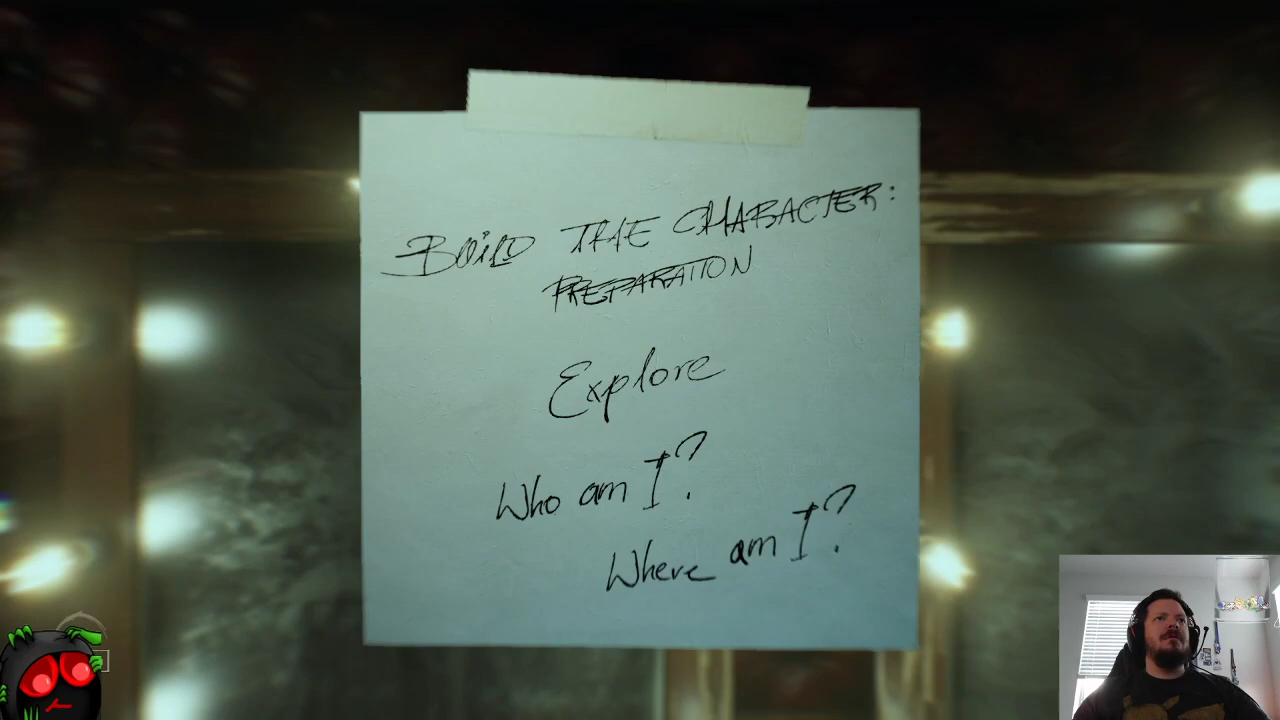 BUILD THE CHARACTER:
PREPARATION
Explore
Who am I?
Where am I?